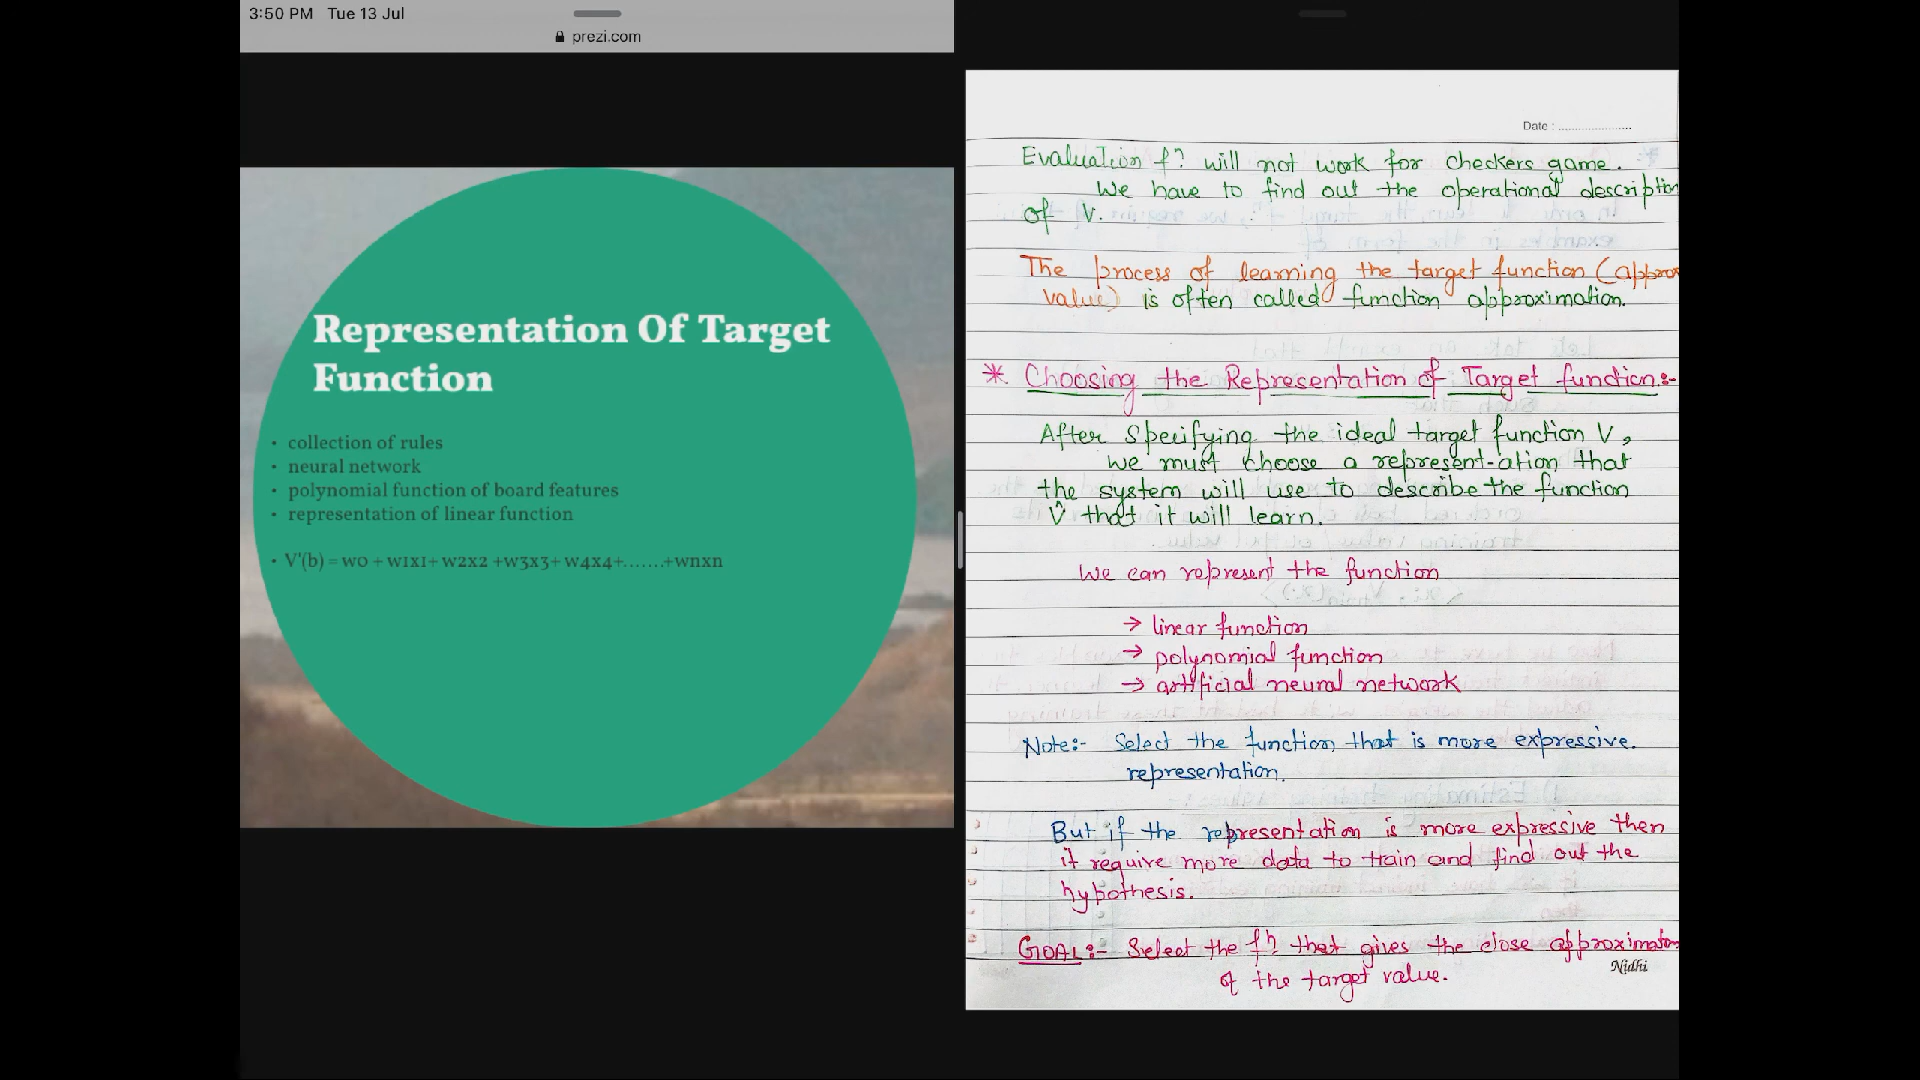 3:50 PM Tue 13 Jul
prezi.com
Representation Of Target
Function
• collection of rules
• neural network
• polynomial function of board features
• representation of linear function
• V'(b) = w0 + w1x1+ w2x2 +w3x3+ w4x4+.......+wnxn
Date : ......................
Evaluation fn will not work for checkers game.
We have to find out the operational description
of V.
The process of learning the target function (approx
value) is often called function approximation.
* Choosing the Representation of Target function:-
After specifying the ideal target function V,
we must choose a represent-ation that
the system will use to describe the function
V̂ that it will learn.
We can represent the function
→ linear function
→ polynomial function
→ artificial neural network
Note:- Select the function that is more expressive.
representation.
But if the representation is more expressive then
it require more data to train and find out the
hypothesis.
GOAL:- Select the fn that gives the close approximation
of the target value.
Nidhi